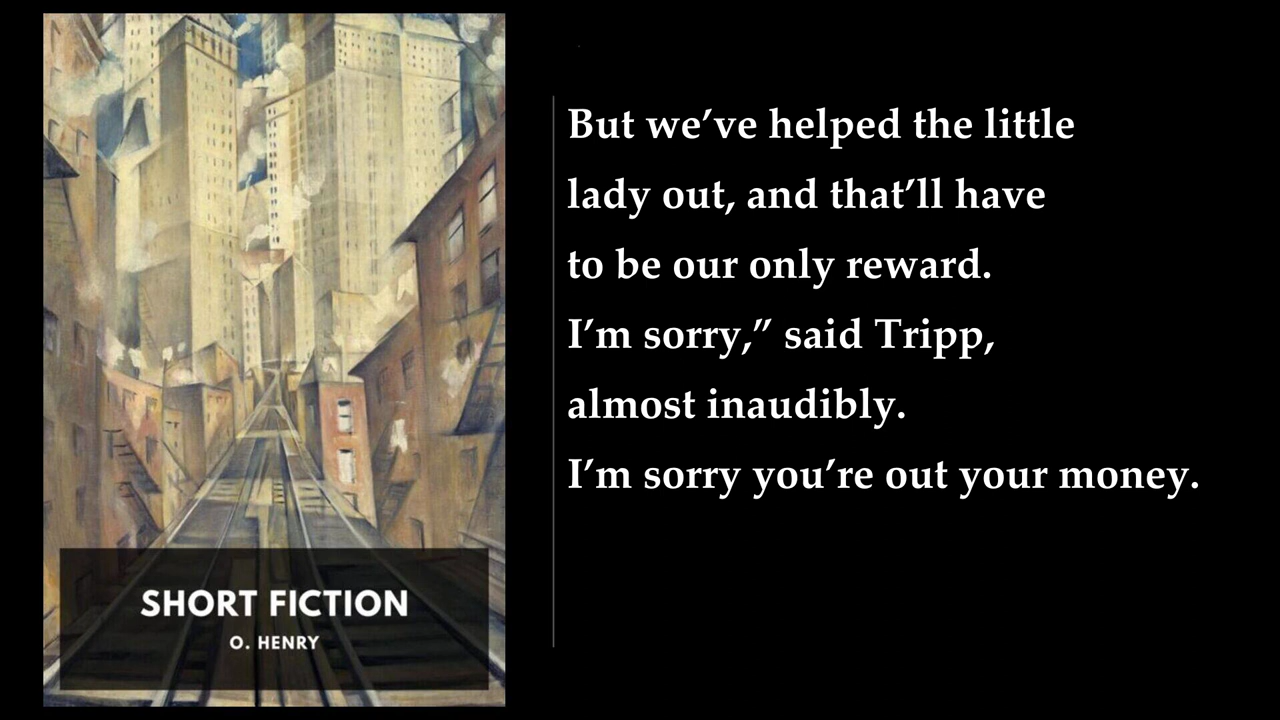 SHORT FICTION
O. HENRY
But we’ve helped the little
lady out, and that’ll have
to be our only reward.
I’m sorry,” said Tripp,
almost inaudibly.
I’m sorry you’re out your money.